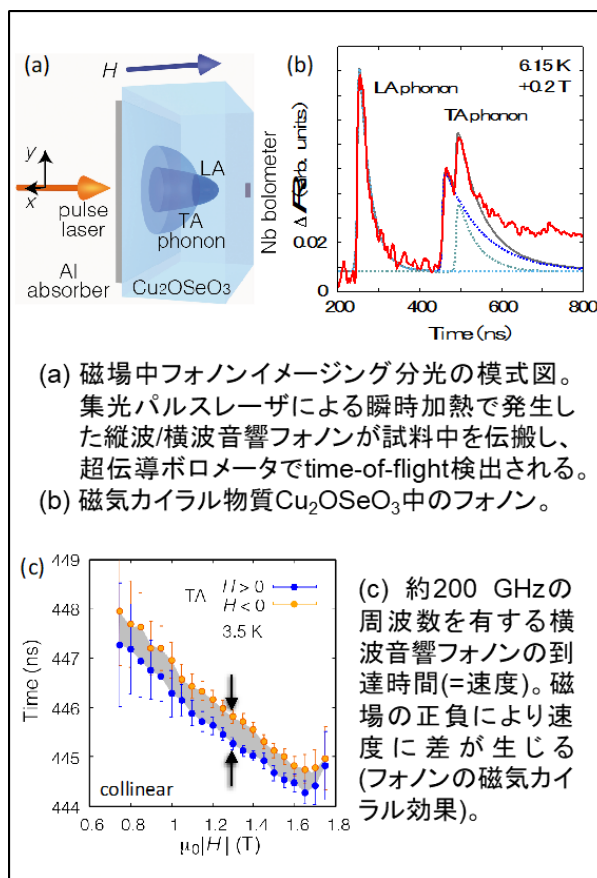 (a)
H
y
x
pulse
laser
Al
absorber
LA
TA
phonon
Cu₂OSeO₃
Nb bolometer
(b)
6.15 K
+0.2 T
LA phonon
TA phonon
(arb. units)
0.02
0
200 400 600 800
Time (ns)
(a) 磁場中フォノンイメージング分光の模式図。
集光パルスレーザによる瞬時加熱で発生し
た縦波/横波音響フォノンが試料中を伝搬し、
超伝導ボロメータでtime-of-flight検出される。
(b) 磁気カイラル物質Cu₂OSeO₃中のフォノン。
(c)
449
448
447
446
445
444
Time (ns)
TA
H > 0
H < 0
3.5 K
collinear
0.6 0.8 1 1.2 1.4 1.6 1.8
μ₀|H| (T)
(c) 約200 GHzの
周波数を有する横
波音響フォノンの到
達時間(=速度)。磁
場の正負により速
度に差が生じる
(フォノンの磁気カイ
ラル効果)。